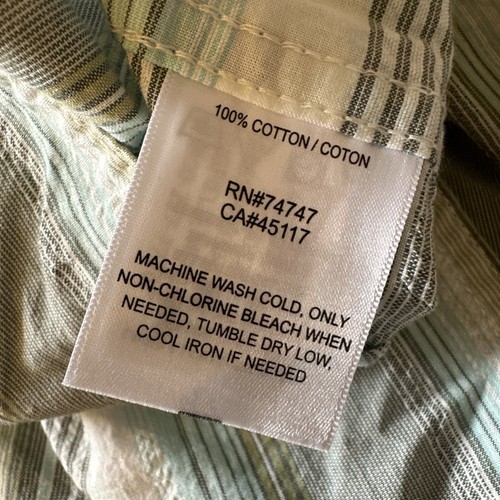 100% COTTON / COTON
RN#74747
CA#45117
MACHINE WASH COLD, ONLY
NON-CHLORINE BLEACH WHEN
NEEDED, TUMBLE DRY LOW,
COOL IRON IF NEEDED